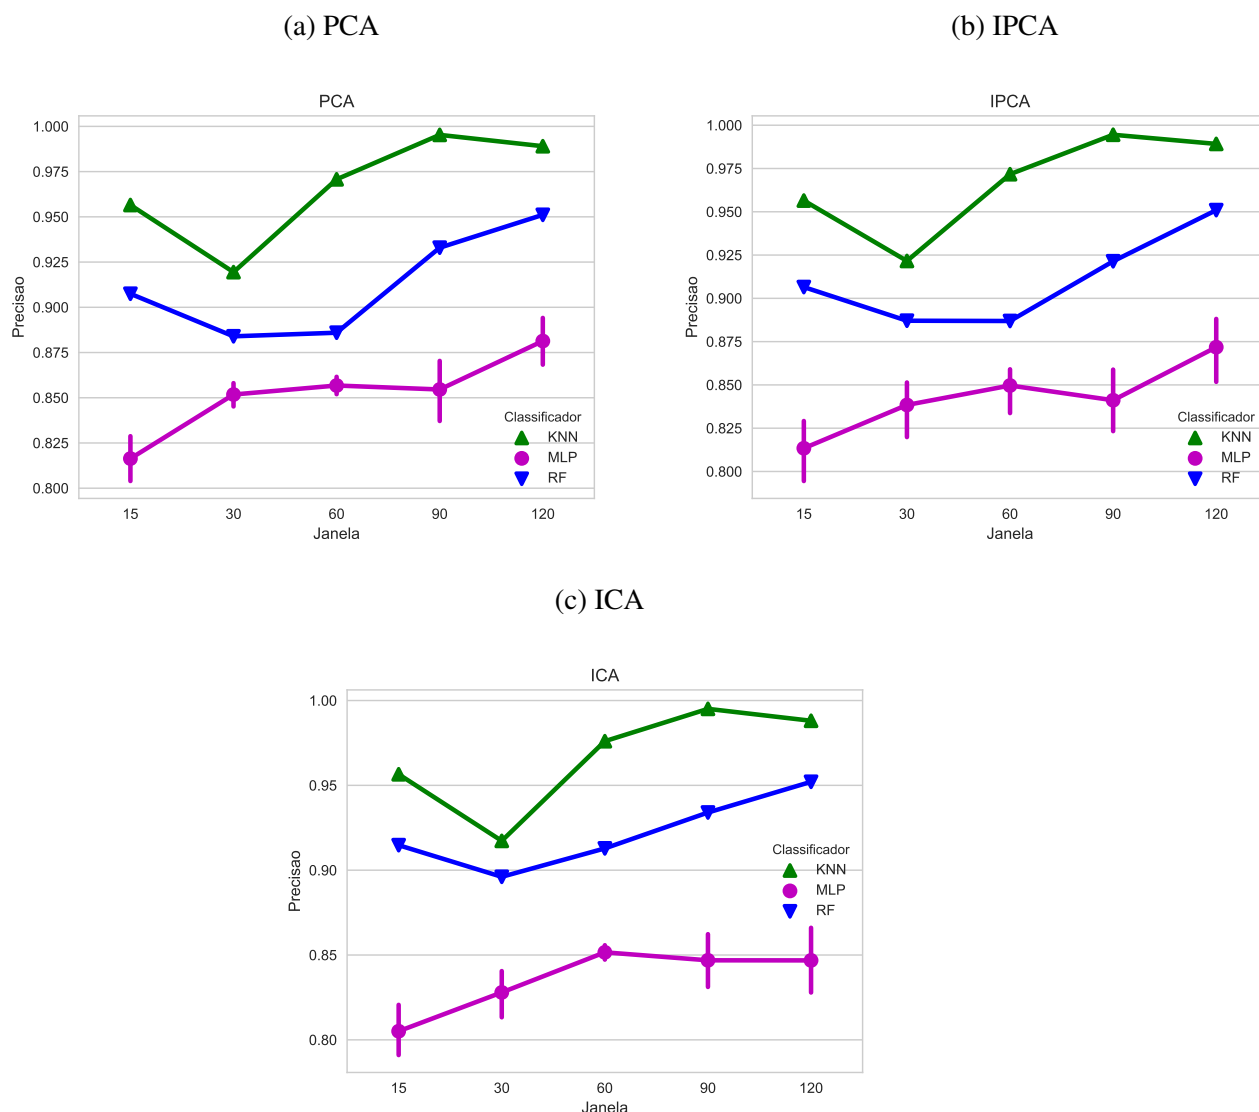 (a) PCA
PCA
1.000
0.975
0.950
0.925
0.900
0.875
0.850
0.825
0.800
Precisao
15 30 60 90 120
Janela
Classificador
KNN
MLP
RF
(b) IPCA
IPCA
1.000
0.975
0.950
0.925
0.900
0.875
0.850
0.825
0.800
Precisao
15 30 60 90 120
Janela
Classificador
KNN
MLP
RF
(c) ICA
ICA
1.00
0.95
0.90
0.85
0.80
Precisao
15 30 60 90 120
Janela
Classificador
KNN
MLP
RF